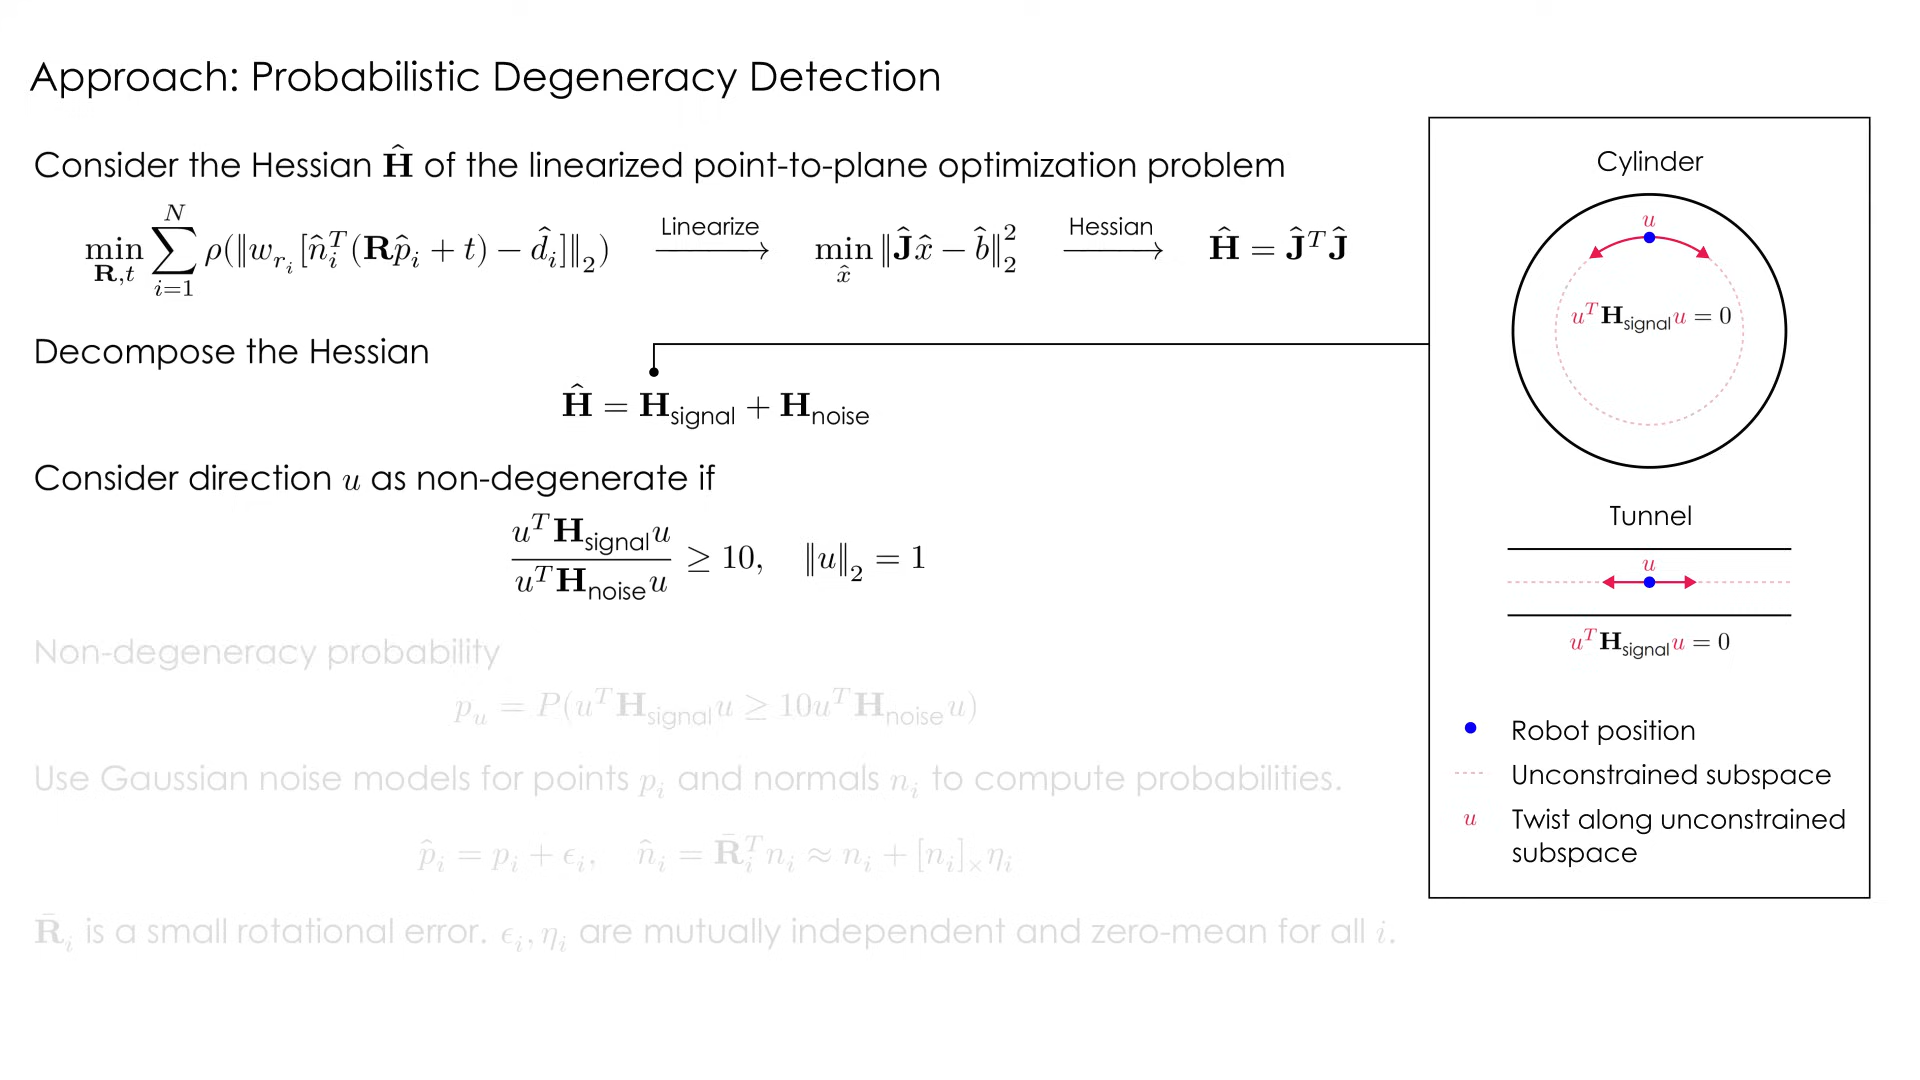 Approach: Probabilistic Degeneracy Detection
Consider the Hessian Ĥ of the linearized point-to-plane optimization problem
min_{R,t} ∑_{i=1}^{N} ρ(‖w_{r_i}[n̂_i^T(Rp̂_i + t) − d̂_i]‖_2) Linearize⟶ min_{x̂} ‖Ĵx̂ − b̂‖_2^2 Hessian⟶ Ĥ = Ĵ^T Ĵ
Decompose the Hessian
Ĥ = H_signal + H_noise
Consider direction u as non-degenerate if
u^T H_signal u / u^T H_noise u ≥ 10, ‖u‖_2 = 1
Non-degeneracy probability
p_u = P(u^T H_signal u ≥ 10u^T H_noise u)
Use Gaussian noise models for points p_i and normals n_i to compute probabilities.
p̂_i = p_i + ϵ_i, n̂_i = R̄_i^T n_i ≈ n_i + [n_i]_× η_i
R̄_i is a small rotational error. ϵ_i, η_i are mutually independent and zero-mean for all i.
Cylinder
u
u^T H_signal u = 0
Tunnel
u
u^T H_signal u = 0
Robot position
Unconstrained subspace
u Twist along unconstrained
subspace